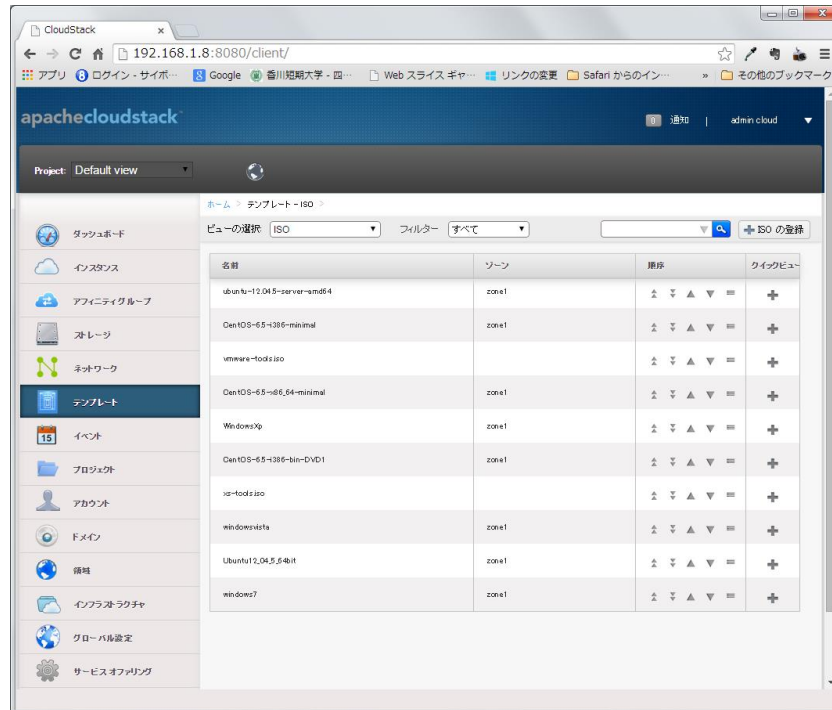 CloudStack
192.168.1.8:8080/client/
アプリ ログイン - サイボ… Google 香川短期大学 - 四… Web スライス ギャ… リンクの変更 Safari からのイン… » その他のブックマーク
apachecloudstack 0 通知 | admin cloud
Project: Default view
ホーム > テンプレート - ISO >
ビューの選択 ISO フィルター すべて ISO の登録
名前 ゾーン 順序 クイックビュー
ubuntu-12.04.5-server-amd64 zone1
CentOS-6.5-i386-minimal zone1
vmware-tools.iso
CentOS-6.5-x86_64-minimal zone1
WindowsXp zone1
CentOS-6.5-i386-bin-DVD1 zone1
xs-tools.iso
windowsvista zone1
Ubuntu12_04_5_64bit zone1
windows7 zone1
ダッシュボード
インスタンス
アフィニティグループ
ストレージ
ネットワーク
テンプレート
15 イベント
プロジェクト
アカウント
ドメイン
領域
インフラストラクチャ
グローバル設定
サービス オファリング